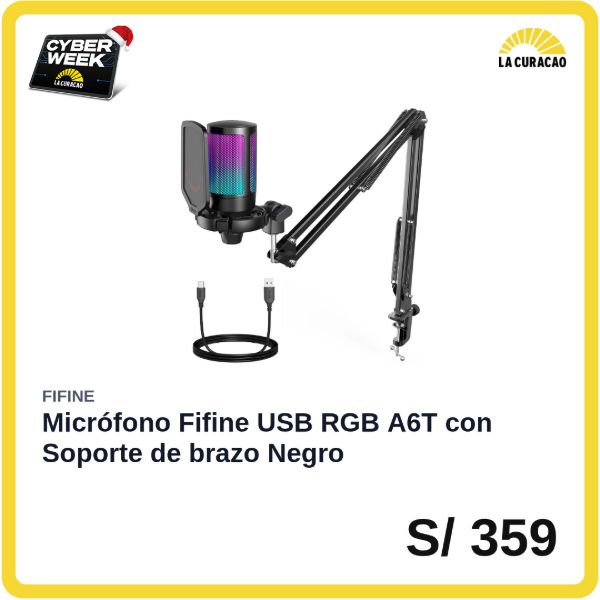 CYBER
WEEK
LA CURACAO
LA CURACAO
FIFINE
Micrófono Fifine USB RGB A6T con
Soporte de brazo Negro
S/ 359